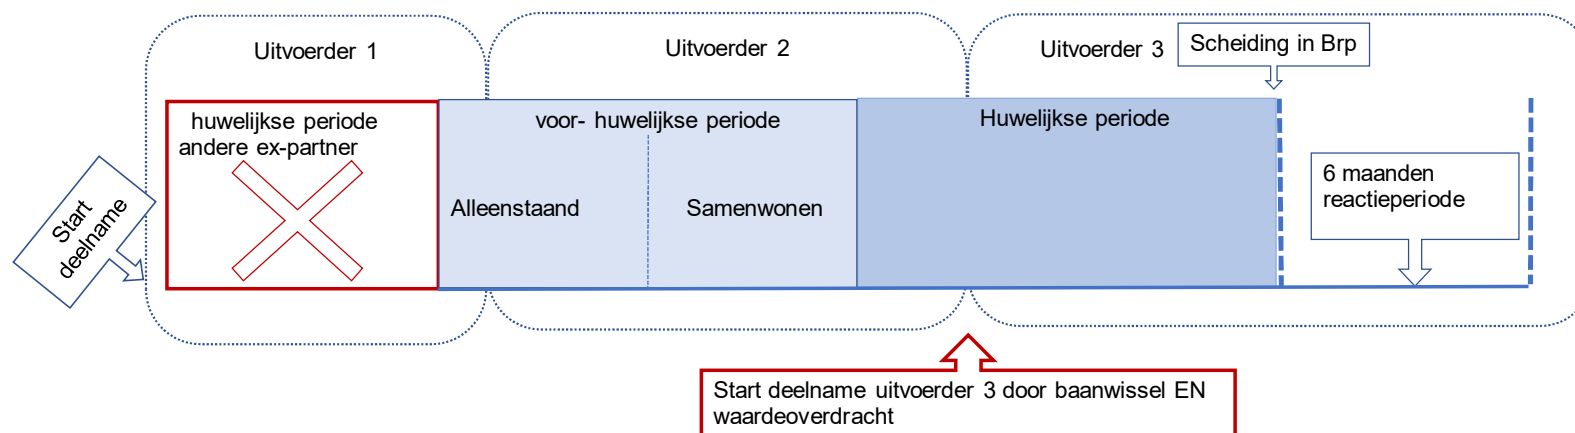 Uitvoerder 1
Uitvoerder 2
Uitvoerder 3
Scheiding in Brp
Start
deelname
huwelijkse periode
andere ex-partner
voor- huwelijkse periode
Alleenstaand
Samenwonen
Huwelijkse periode
6 maanden
reactieperiode
Start deelname uitvoerder 3 door baanwissel EN
waardeoverdracht